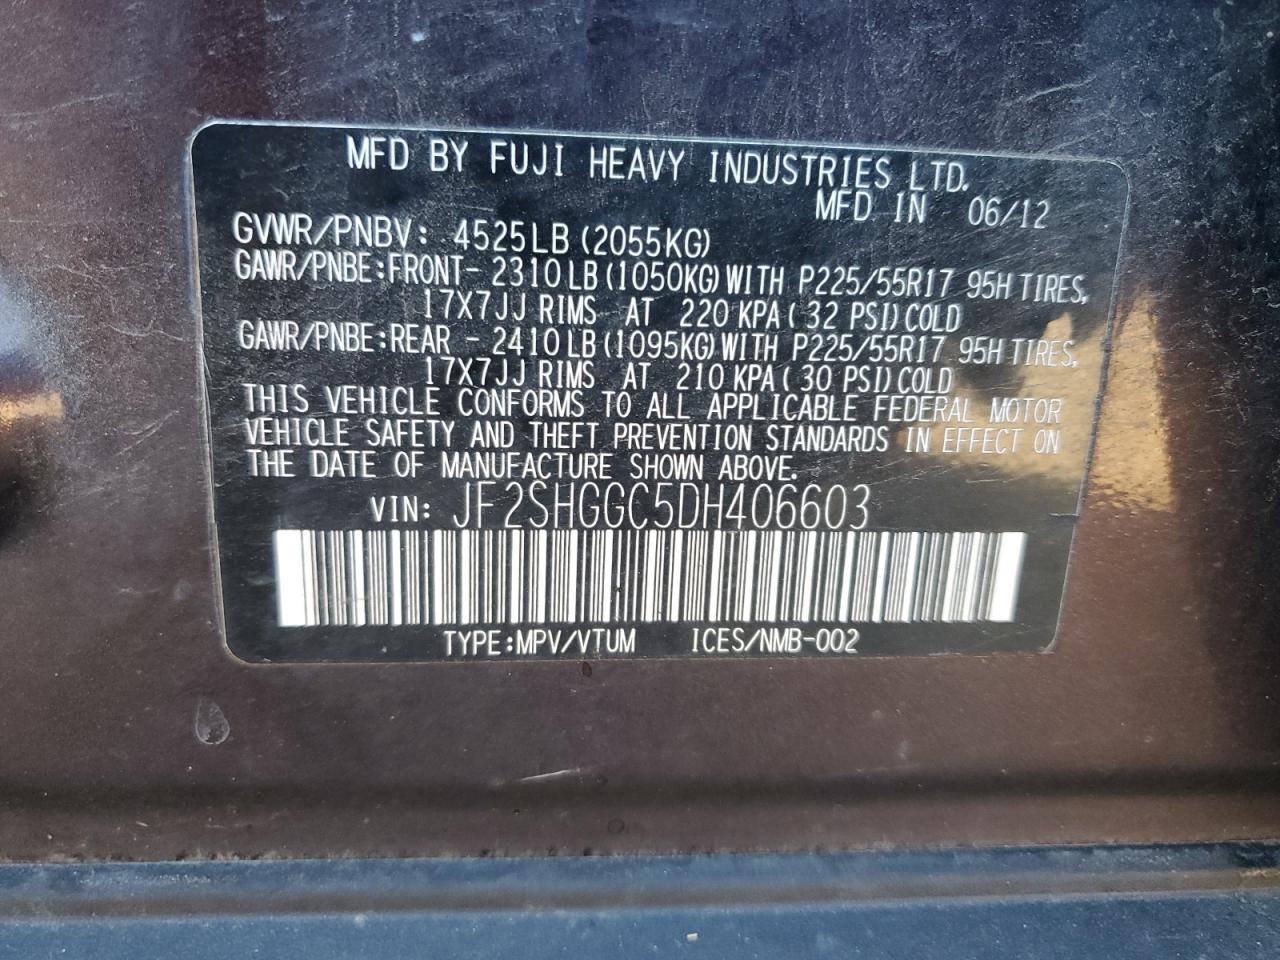 MFD BY FUJI HEAVY INDUSTRIES LTD.
MFD IN 06/12
GVWR/PNBV: 4525LB (2055KG)
GAWR/PNBE:FRONT- 2310 LB (1050KG) WITH P225/55R17 95H TIRES,
17X7JJ RIMS AT 220 KPA ( 32 PSI) COLD
GAWR/PNBE:REAR - 2410 LB (1095KG) WITH P225/55R17 95H TIRES,
17X7JJ RIMS AT 210 KPA ( 30 PSI) COLD
THIS VEHICLE CONFORMS TO ALL APPLICABLE FEDERAL MOTOR
VEHICLE SAFETY AND THEFT PREVENTION STANDARDS IN EFFECT ON
THE DATE OF MANUFACTURE SHOWN ABOVE.
VIN: JF2SHGGC5DH406603
TYPE:MPV/VTUM ICES/NMB-002